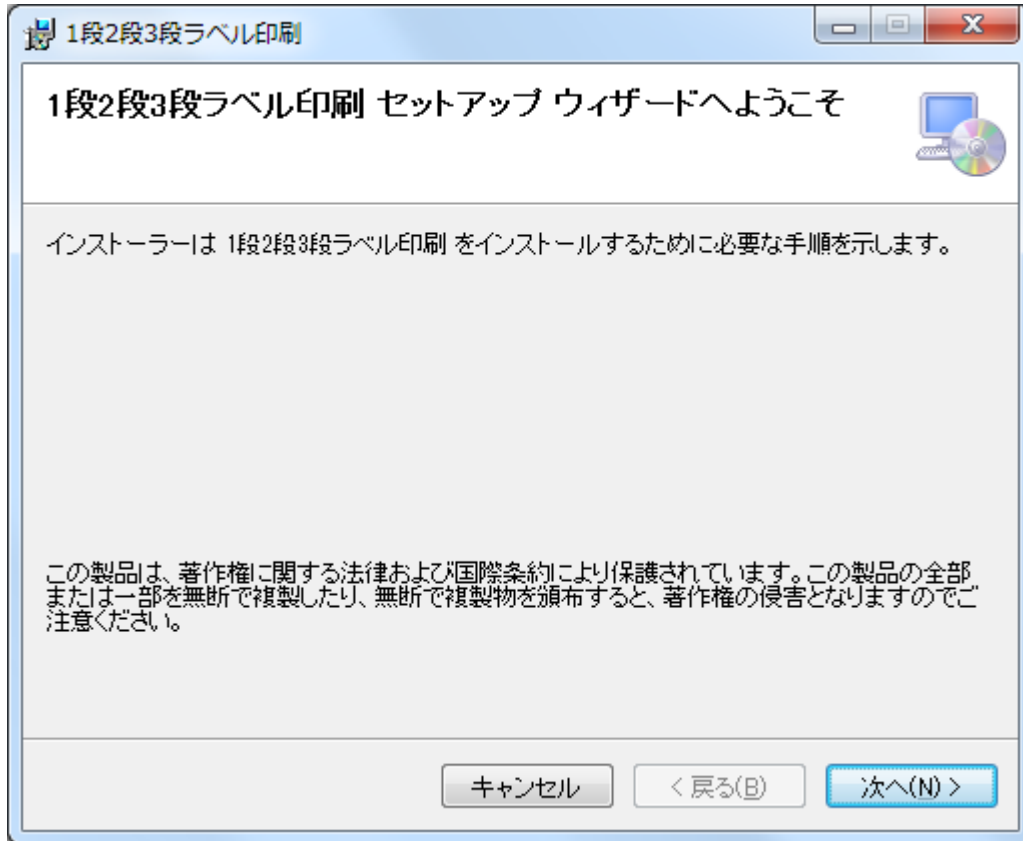 1段2段3段ラベル印刷
1段2段3段ラベル印刷 セットアップ ウィザードへようこそ
インストーラーは 1段2段3段ラベル印刷 をインストールするために必要な手順を示します。
この製品は、著作権に関する法律および国際条約により保護されています。この製品の全部
または一部を無断で複製したり、無断で複製物を頒布すると、著作権の侵害となりますのでご
注意ください。
キャンセル
< 戻る(B)
次へ(N) >